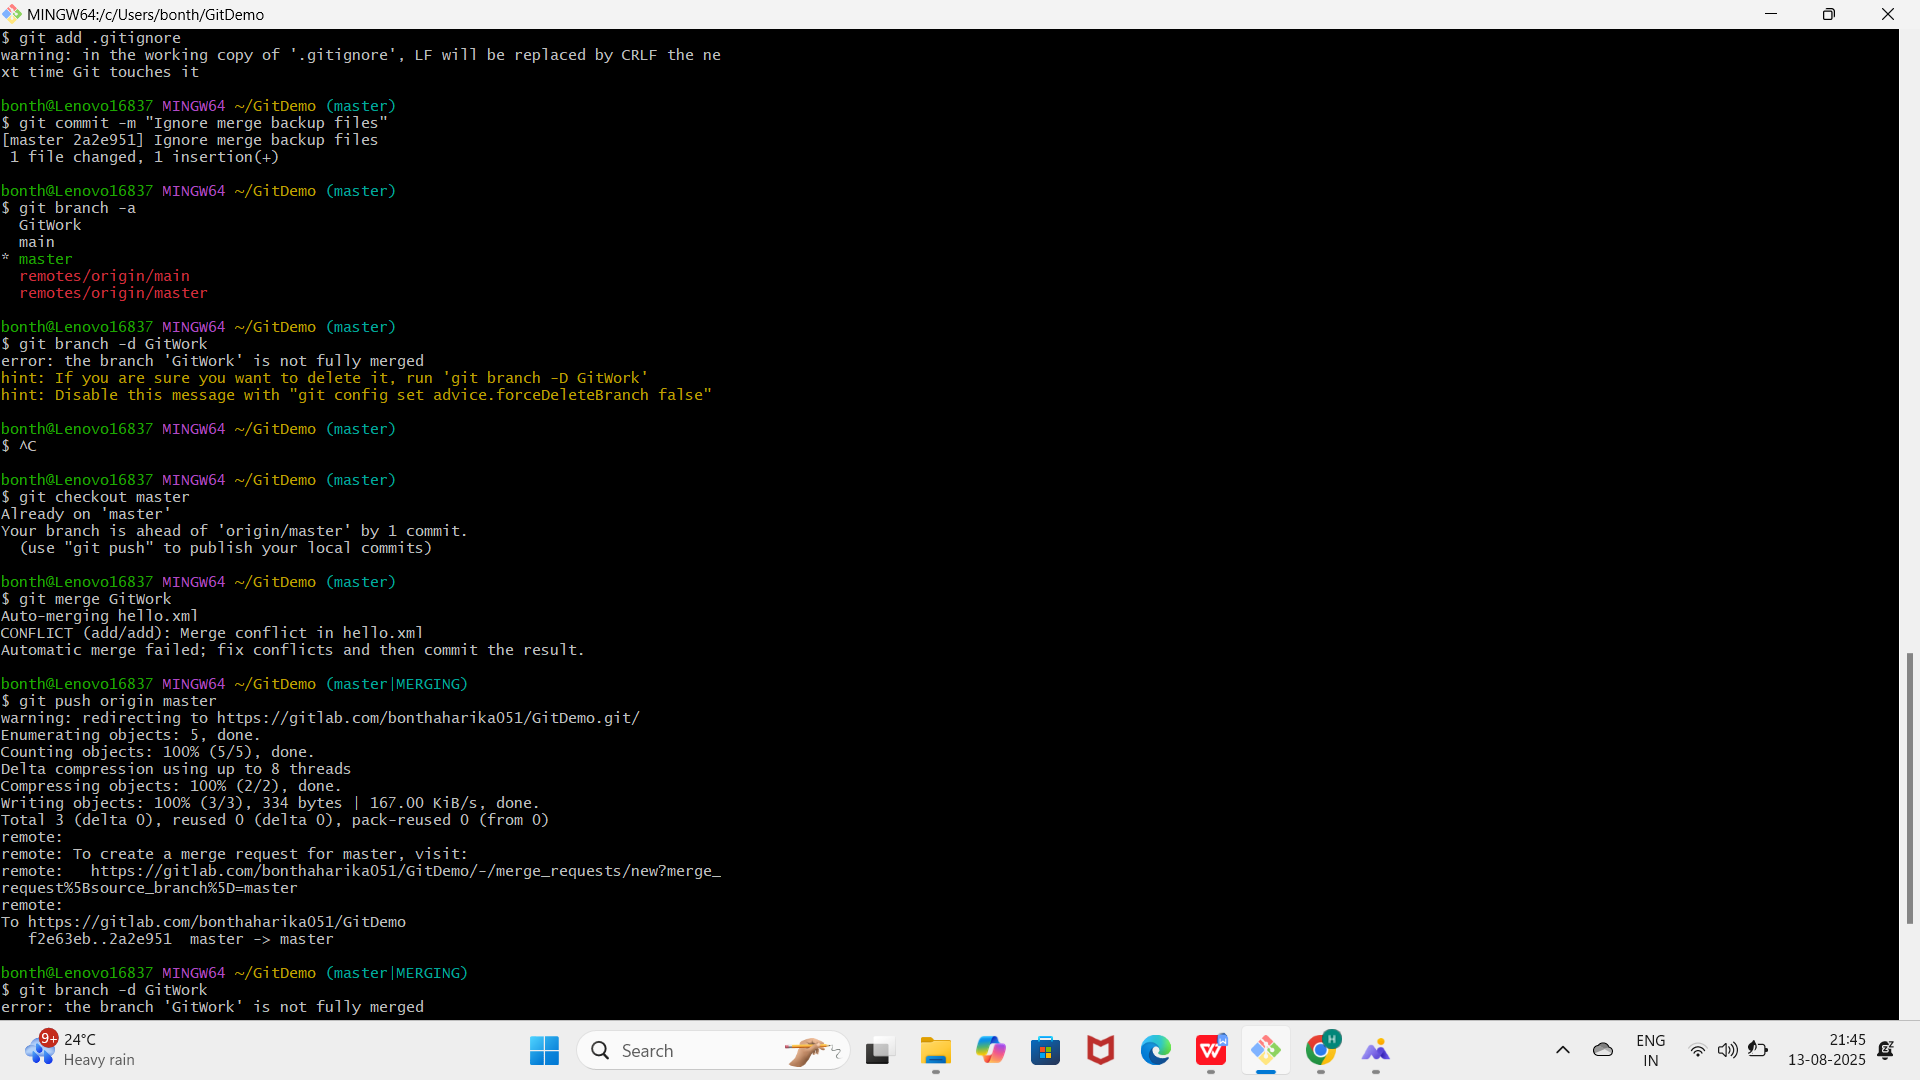 MINGW64:/c/Users/bonth/GitDemo
$ git add .gitignore
warning: in the working copy of '.gitignore', LF will be replaced by CRLF the ne
xt time Git touches it
bonth@Lenovo16837 MINGW64 ~/GitDemo (master)
$ git commit -m "Ignore merge backup files"
[master 2a2e951] Ignore merge backup files
 1 file changed, 1 insertion(+)
bonth@Lenovo16837 MINGW64 ~/GitDemo (master)
$ git branch -a
  GitWork
  main
* master
  remotes/origin/main
  remotes/origin/master
bonth@Lenovo16837 MINGW64 ~/GitDemo (master)
$ git branch -d GitWork
error: the branch 'GitWork' is not fully merged
hint: If you are sure you want to delete it, run 'git branch -D GitWork'
hint: Disable this message with "git config set advice.forceDeleteBranch false"
bonth@Lenovo16837 MINGW64 ~/GitDemo (master)
$ ^C
bonth@Lenovo16837 MINGW64 ~/GitDemo (master)
$ git checkout master
Already on 'master'
Your branch is ahead of 'origin/master' by 1 commit.
  (use "git push" to publish your local commits)
bonth@Lenovo16837 MINGW64 ~/GitDemo (master)
$ git merge GitWork
Auto-merging hello.xml
CONFLICT (add/add): Merge conflict in hello.xml
Automatic merge failed; fix conflicts and then commit the result.
bonth@Lenovo16837 MINGW64 ~/GitDemo (master|MERGING)
$ git push origin master
warning: redirecting to https://gitlab.com/bonthaharika051/GitDemo.git/
Enumerating objects: 5, done.
Counting objects: 100% (5/5), done.
Delta compression using up to 8 threads
Compressing objects: 100% (2/2), done.
Writing objects: 100% (3/3), 334 bytes | 167.00 KiB/s, done.
Total 3 (delta 0), reused 0 (delta 0), pack-reused 0 (from 0)
remote:
remote: To create a merge request for master, visit:
remote:   https://gitlab.com/bonthaharika051/GitDemo/-/merge_requests/new?merge_
request%5Bsource_branch%5D=master
remote:
To https://gitlab.com/bonthaharika051/GitDemo
   f2e63eb..2a2e951  master -> master
bonth@Lenovo16837 MINGW64 ~/GitDemo (master|MERGING)
$ git branch -d GitWork
error: the branch 'GitWork' is not fully merged
9+
24°C
Heavy rain
Search
W
H
ENG
IN
21:45
13-08-2025